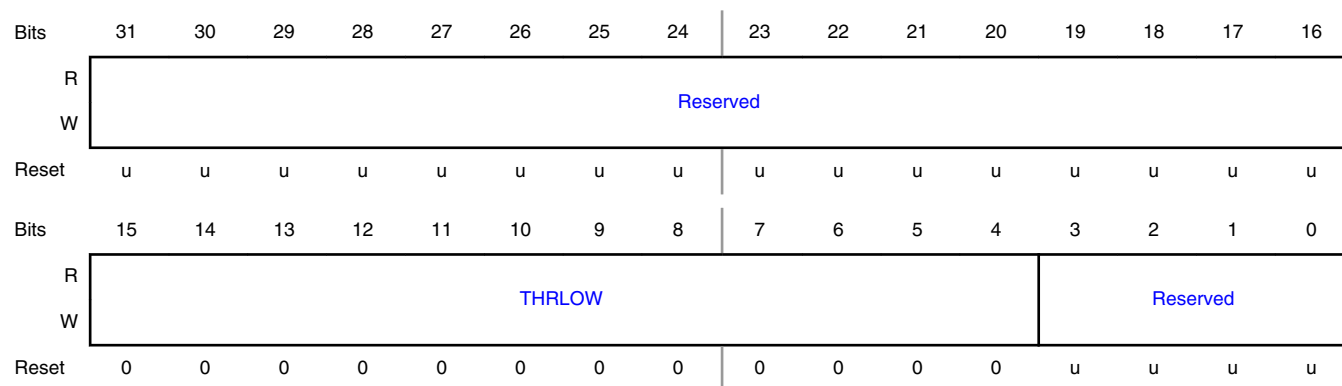 Bits 31 30 29 28 27 26 25 24 23 22 21 20 19 18 17 16
R
Reserved
W
Reset u u u u u u u u u u u u u u u u
Bits 15 14 13 12 11 10 9 8 7 6 5 4 3 2 1 0
R
THRLOW Reserved
W
Reset 0 0 0 0 0 0 0 0 0 0 0 0 u u u u